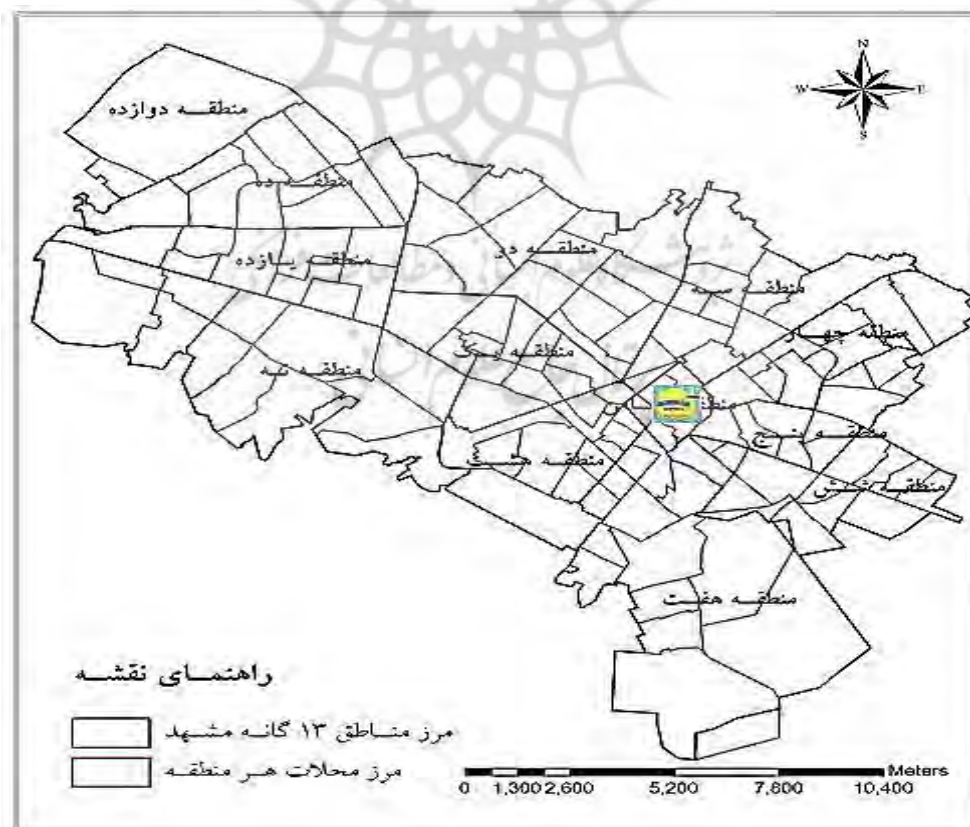 N
W E
S
منطقه دوازده
منطقه ده
منطقه دو
منطقه یازده
منطقه سه
منطقه چهار
منطقه یک
منطقه نه
منطقه پنج
منطقه هشت
منطقه شش
منطقه هفت
راهنمای نقشه
مرز مناطق ۱۳ گانه مشهد
مرز محلات هر منطقه
Meters
0 1,300 2,600 5,200 7,800 10,400